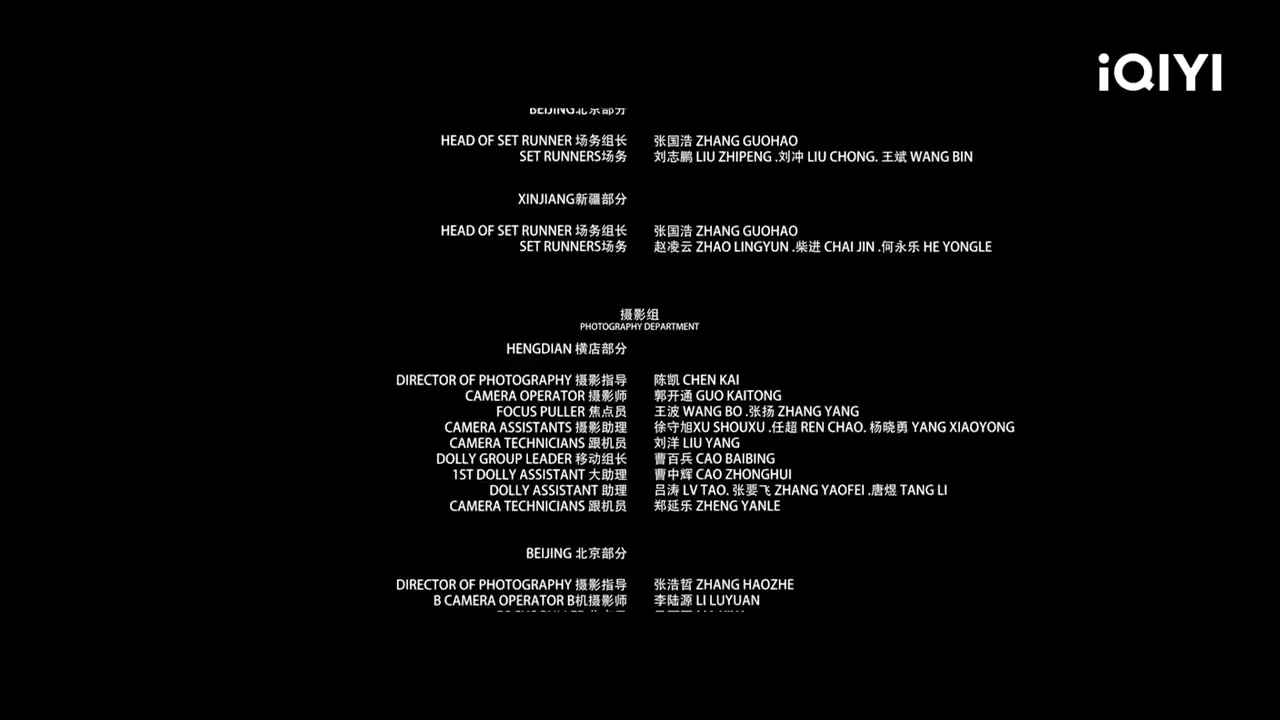 iQIYI
BEIJING北京部分
HEAD OF SET RUNNER 场务组长 张国浩 ZHANG GUOHAO
SET RUNNERS场务 刘志鹏 LIU ZHIPENG .刘冲 LIU CHONG. 王斌 WANG BIN
XINJIANG新疆部分
HEAD OF SET RUNNER 场务组长 张国浩 ZHANG GUOHAO
SET RUNNERS场务 赵凌云 ZHAO LINGYUN .柴进 CHAI JIN .何永乐 HE YONGLE
摄影组
PHOTOGRAPHY DEPARTMENT
HENGDIAN 横店部分
DIRECTOR OF PHOTOGRAPHY 摄影指导 陈凯 CHEN KAI
CAMERA OPERATOR 摄影师 郭开通 GUO KAITONG
FOCUS PULLER 焦点员 王波 WANG BO .张扬 ZHANG YANG
CAMERA ASSISTANTS 摄影助理 徐守旭XU SHOUXU .任超 REN CHAO. 杨晓勇 YANG XIAOYONG
CAMERA TECHNICIANS 跟机员 刘洋 LIU YANG
DOLLY GROUP LEADER 移动组长 曹百兵 CAO BAIBING
1ST DOLLY ASSISTANT 大助理 曹中辉 CAO ZHONGHUI
DOLLY ASSISTANT 助理 吕涛 LV TAO. 张要飞 ZHANG YAOFEI .唐煜 TANG LI
CAMERA TECHNICIANS 跟机员 郑延乐 ZHENG YANLE
BEIJING 北京部分
DIRECTOR OF PHOTOGRAPHY 摄影指导 张浩哲 ZHANG HAOZHE
B CAMERA OPERATOR B机摄影师 李陆源 LI LUYUAN